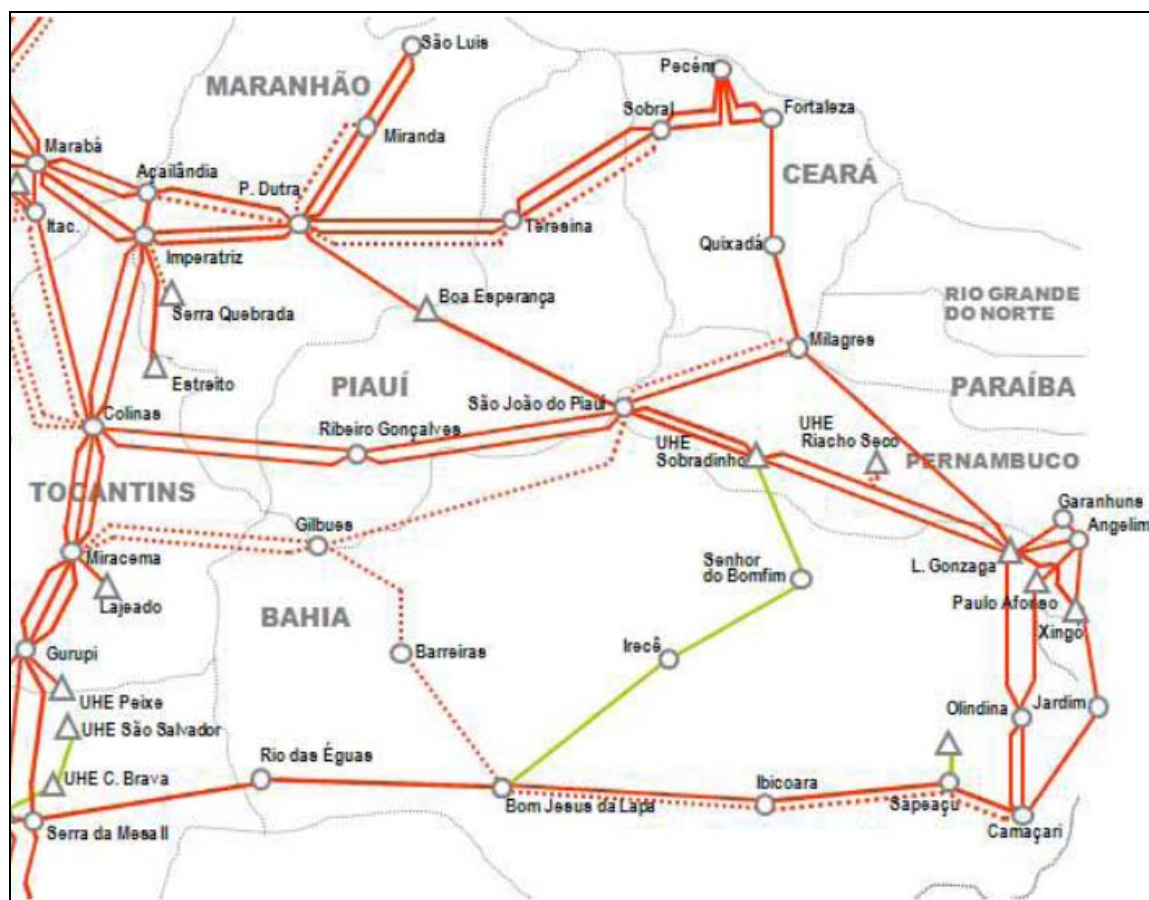 São Luis
Pecém
MARANHÃO
Sobral
Fortaleza
Miranda
Marabá
Açailândia
P. Dutra
CEARÁ
Itac.
Teresina
Imperatriz
Quixadá
Boa Esperança
Serra Quebrada
RIO GRANDE
DO NORTE
Milagres
Estreito
PIAUÍ
PARAÍBA
São João do Piauí
Colinas
Ribeiro Gonçalves
UHE
Sobradinho
UHE
Riacho Seco
PERNAMBUCO
TOCANTINS
Garanhuns
Angelim
Gilbues
Miracema
Senhor
do Bomfim
L. Gonzaga
Lajeado
Paulo Afonso
BAHIA
Xingó
Gurupi
Barreiras
Irecê
UHE Peixe
Olindina
Jardim
UHE São Salvador
Rio das Éguas
UHE C. Brava
Ibicoara
Bom Jesus da Lapa
Sapeaçu
Serra da Mesa II
Camaçari